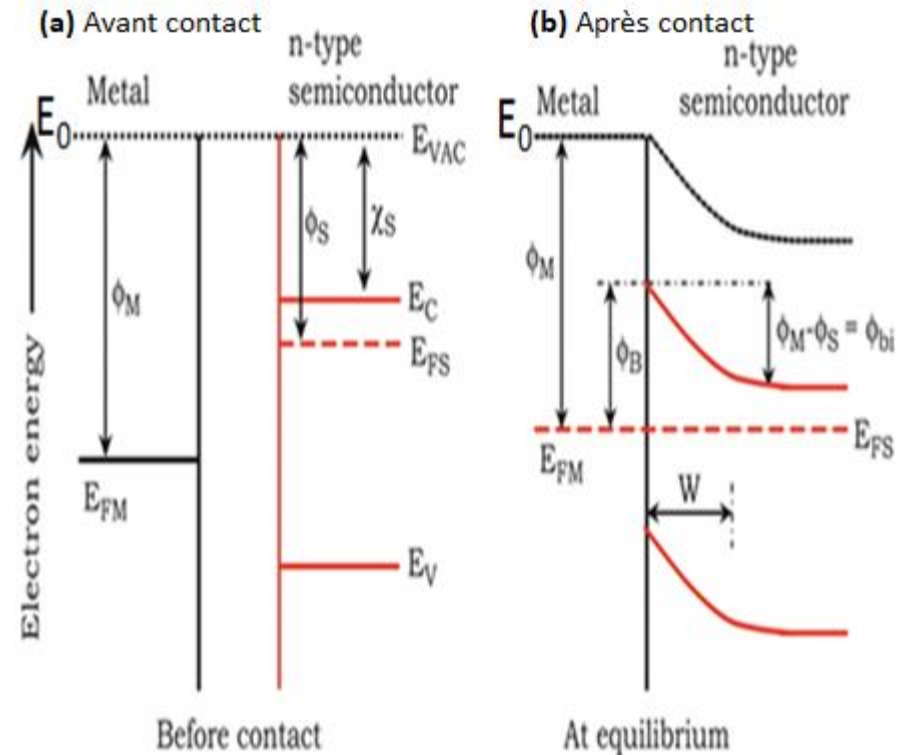 (a) Avant contact
Metal
n-type
semiconductor
E0
EVAC
ϕM
ϕS
χS
EC
EFS
EFM
EV
Electron energy
Before contact
(b) Après contact
n-type
Metal semiconductor
E0
ϕM
ϕB
ϕM-ϕS = ϕbi
EFM
EFS
W
At equilibrium